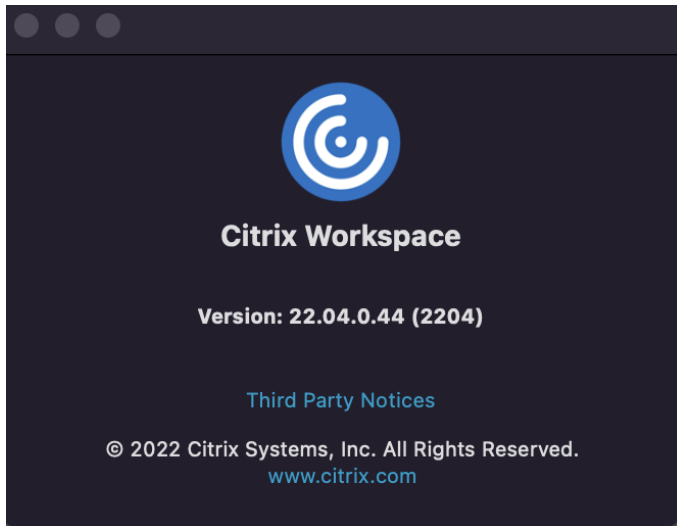 Citrix Workspace
Version: 22.04.0.44 (2204)
Third Party Notices
© 2022 Citrix Systems, Inc. All Rights Reserved.
www.citrix.com